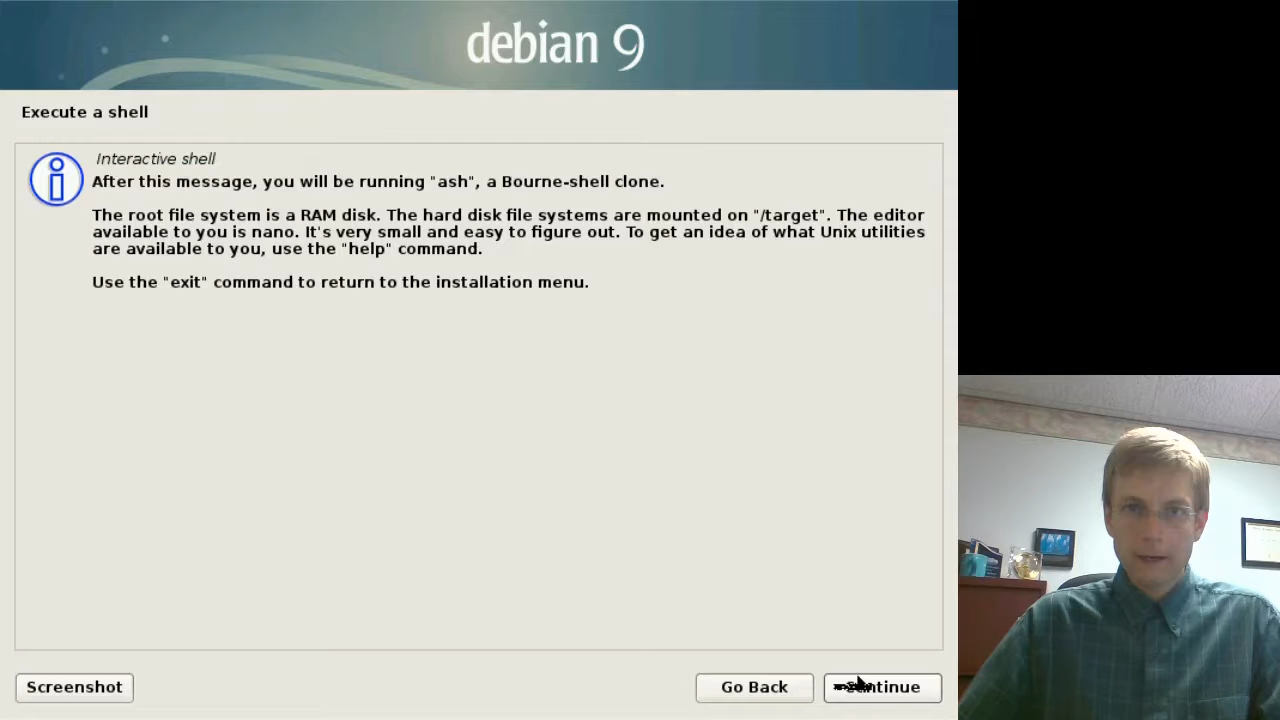 debian 9
Execute a shell
Interactive shell
After this message, you will be running "ash", a Bourne-shell clone.
The root file system is a RAM disk. The hard disk file systems are mounted on "/target". The editor
available to you is nano. It's very small and easy to figure out. To get an idea of what Unix utilities
are available to you, use the "help" command.
Use the "exit" command to return to the installation menu.
Screenshot
Go Back
Continue